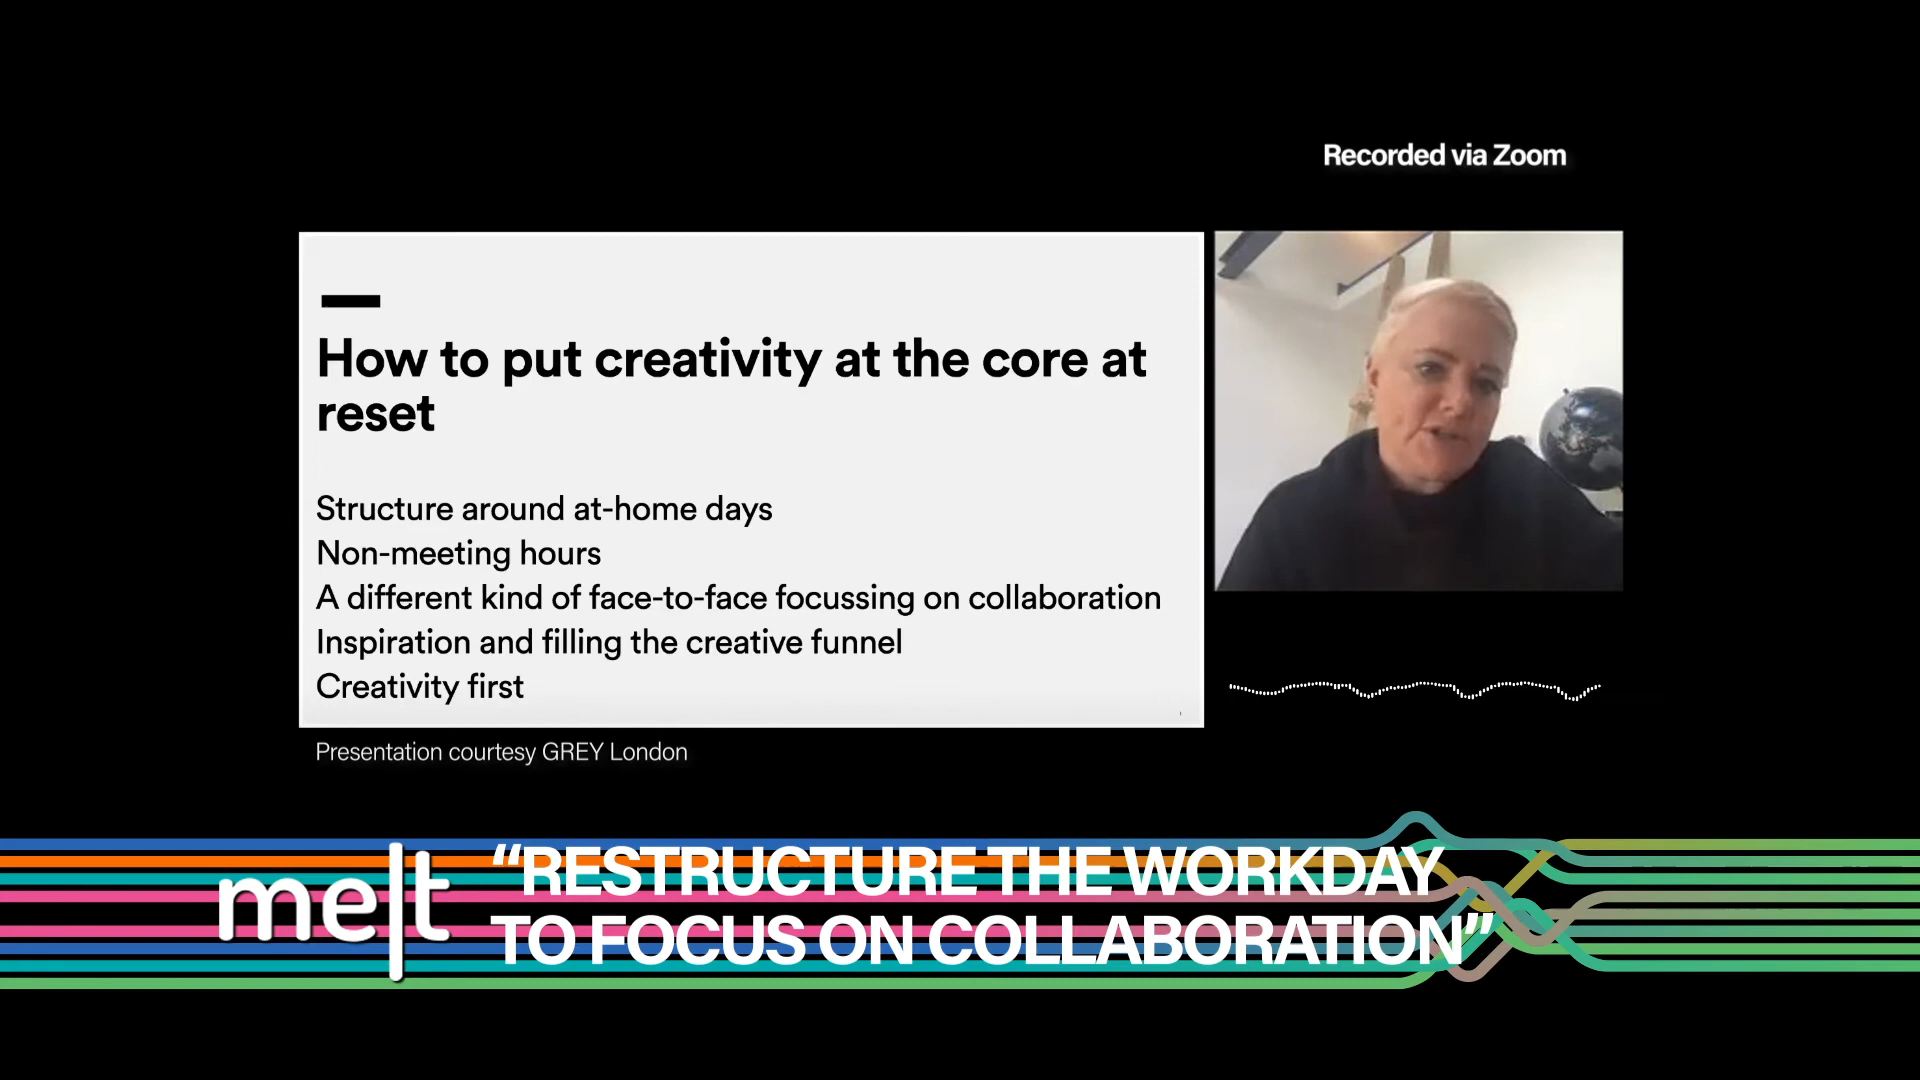 Recorded via Zoom
How to put creativity at the core at
reset
Structure around at-home days
Non-meeting hours
A different kind of face-to-face focussing on collaboration
Inspiration and filling the creative funnel
Creativity first
Presentation courtesy GREY London
melt
“RESTRUCTURE THE WORKDAY
TO FOCUS ON COLLABORATION”